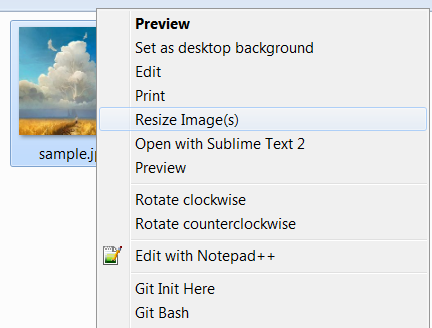 Preview
Set as desktop background
Edit
Print
Resize Image(s)
Open with Sublime Text 2
sample.jp
Preview
Rotate clockwise
Rotate counterclockwise
Edit with Notepad++
Git Init Here
Git Bash